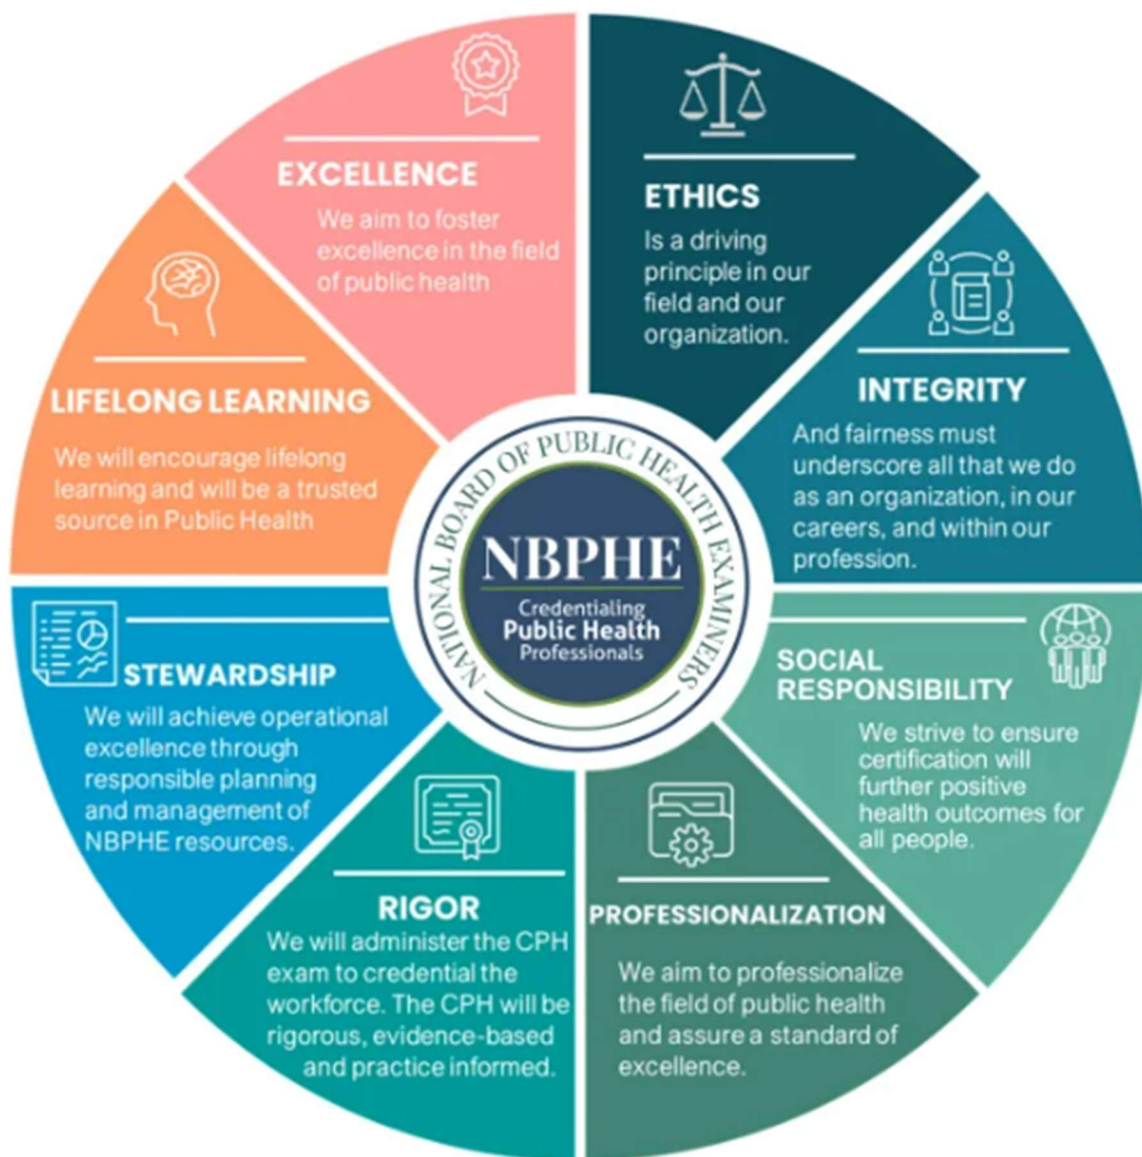 EXCELLENCE
We aim to foster
excellence in the field
of public health
ETHICS
Is a driving
principle in our
field and our
organization.
INTEGRITY
And fairness must
underscore all that we do
as an organization, in our
careers, and within our
profession.
SOCIAL
RESPONSIBILITY
We strive to ensure
certification will
further positive
health outcomes for
all people.
PROFESSIONALIZATION
We aim to professionalize
the field of public health
and assure a standard of
excellence.
RIGOR
We will administer the CPH
exam to credential the
workforce. The CPH will be
rigorous, evidence-based
and practice informed.
STEWARDSHIP
We will achieve operational
excellence through
responsible planning
and management of
NBPHE resources.
LIFELONG LEARNING
We will encourage lifelong
learning and will be a trusted
source in Public Health
NATIONAL BOARD OF PUBLIC HEALTH EXAMINERS
NBPHE
Credentialing
Public Health
Professionals